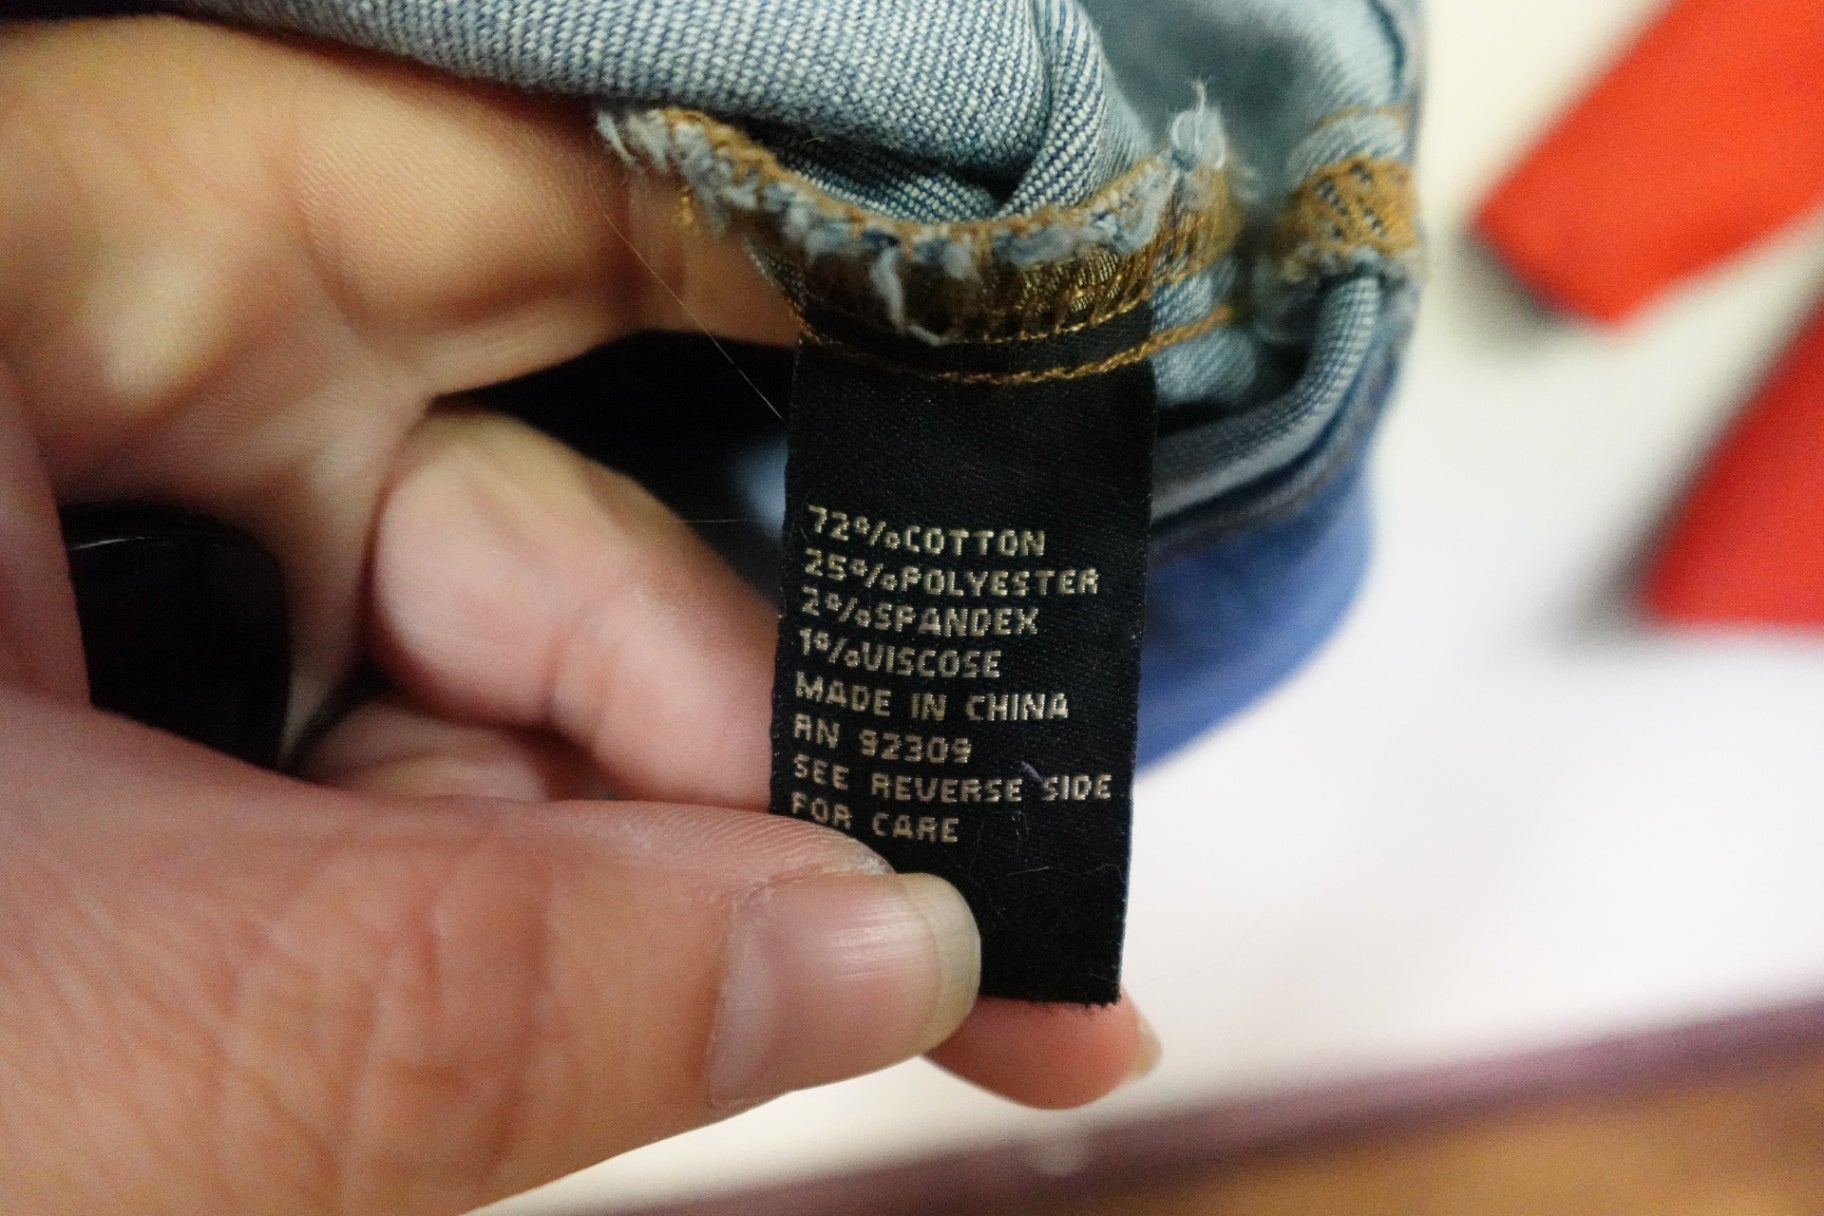 72%COTTON
25%POLYESTER
2%SPANDEX
1%VISCOSE
MADE IN CHINA
RN 92309
SEE REVERSE SIDE
FOR CARE